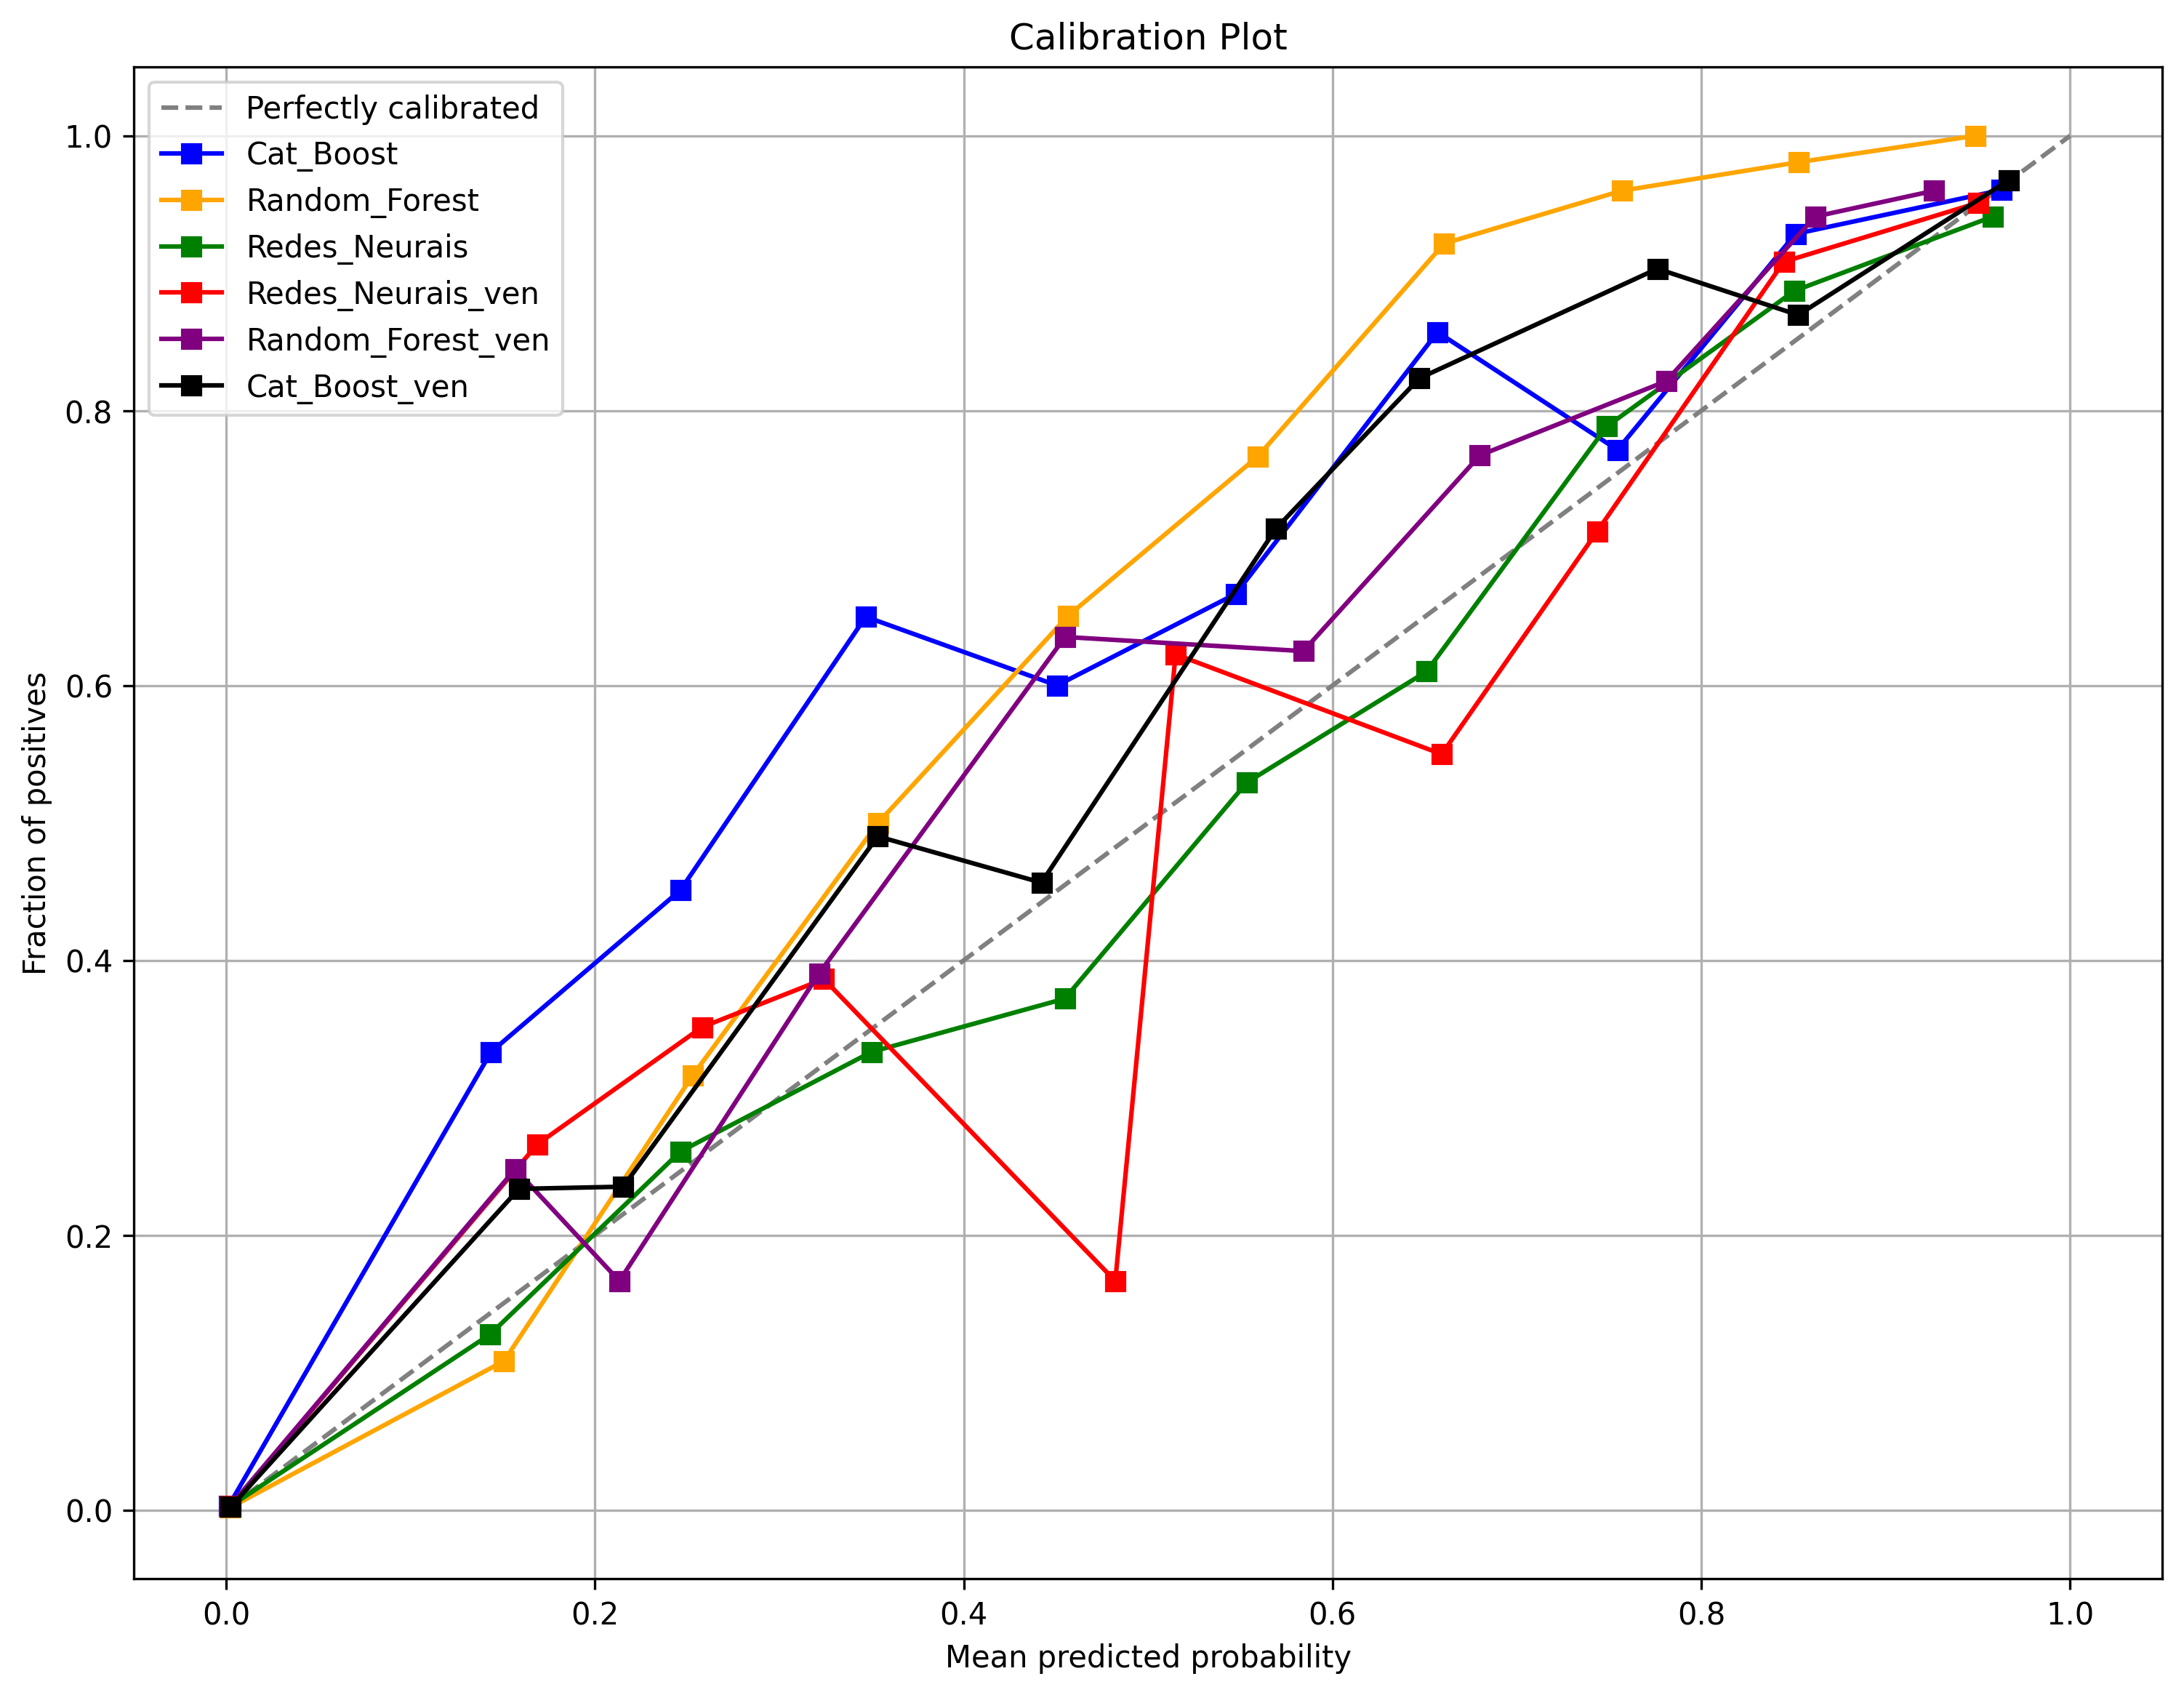 Calibration Plot
Perfectly calibrated
Cat_Boost
Random_Forest
Redes_Neurais
Redes_Neurais_ven
Random_Forest_ven
Cat_Boost_ven
Fraction of positives
1.0
0.8
0.6
0.4
0.2
0.0
0.0 0.2 0.4 0.6 0.8 1.0
Mean predicted probability